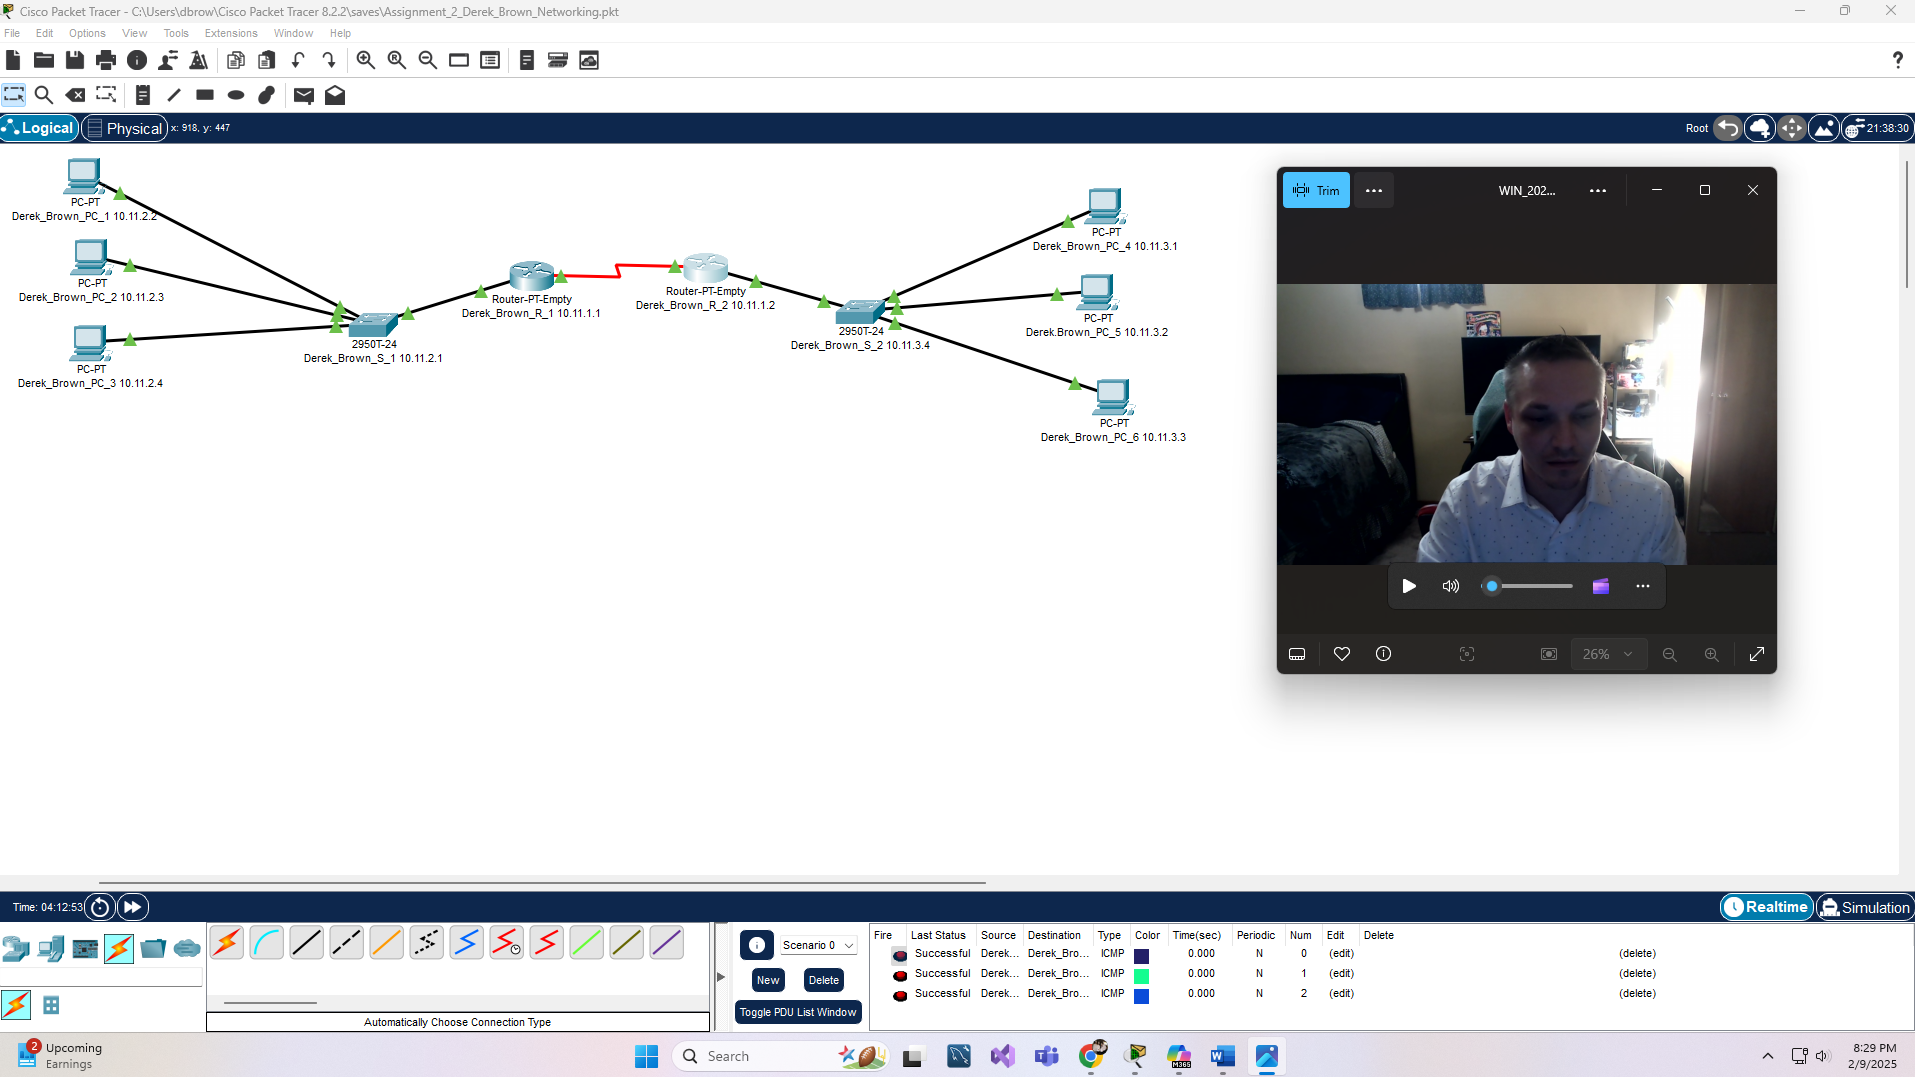 Cisco Packet Tracer - C:\Users\dbrow\Cisco Packet Tracer 8.2.2\saves\Assignment_2_Derek_Brown_Networking.pkt
File Edit Options View Tools Extensions Window Help
Logical Physical x: 918, y: 447 Root 21:38:30
PC-PT
Derek_Brown_PC_1 10.11.2.2
PC-PT
Derek_Brown_PC_2 10.11.2.3
PC-PT
Derek_Brown_PC_3 10.11.2.4
2950T-24
Derek_Brown_S_1 10.11.2.1
Router-PT-Empty
Derek_Brown_R_1 10.11.1.1
Router-PT-Empty
Derek_Brown_R_2 10.11.1.2
2950T-24
Derek_Brown_S_2 10.11.3.4
PC-PT
Derek_Brown_PC_4 10.11.3.1
PC-PT
Derek.Brown_PC_5 10.11.3.2
PC-PT
Derek_Brown_PC_6 10.11.3.3
Trim WIN_202...
26%
Time: 04:12:53 Realtime Simulation
Automatically Choose Connection Type
Scenario 0
New Delete
Toggle PDU List Window
Fire Last Status Source Destination Type Color Time(sec) Periodic Num Edit Delete
Successful Derek... Derek_Bro... ICMP 0.000 N 0 (edit) (delete)
Successful Derek... Derek_Bro... ICMP 0.000 N 1 (edit) (delete)
Successful Derek... Derek_Bro... ICMP 0.000 N 2 (edit) (delete)
2 Upcoming
Earnings
Search
M365
8:29 PM
2/9/2025